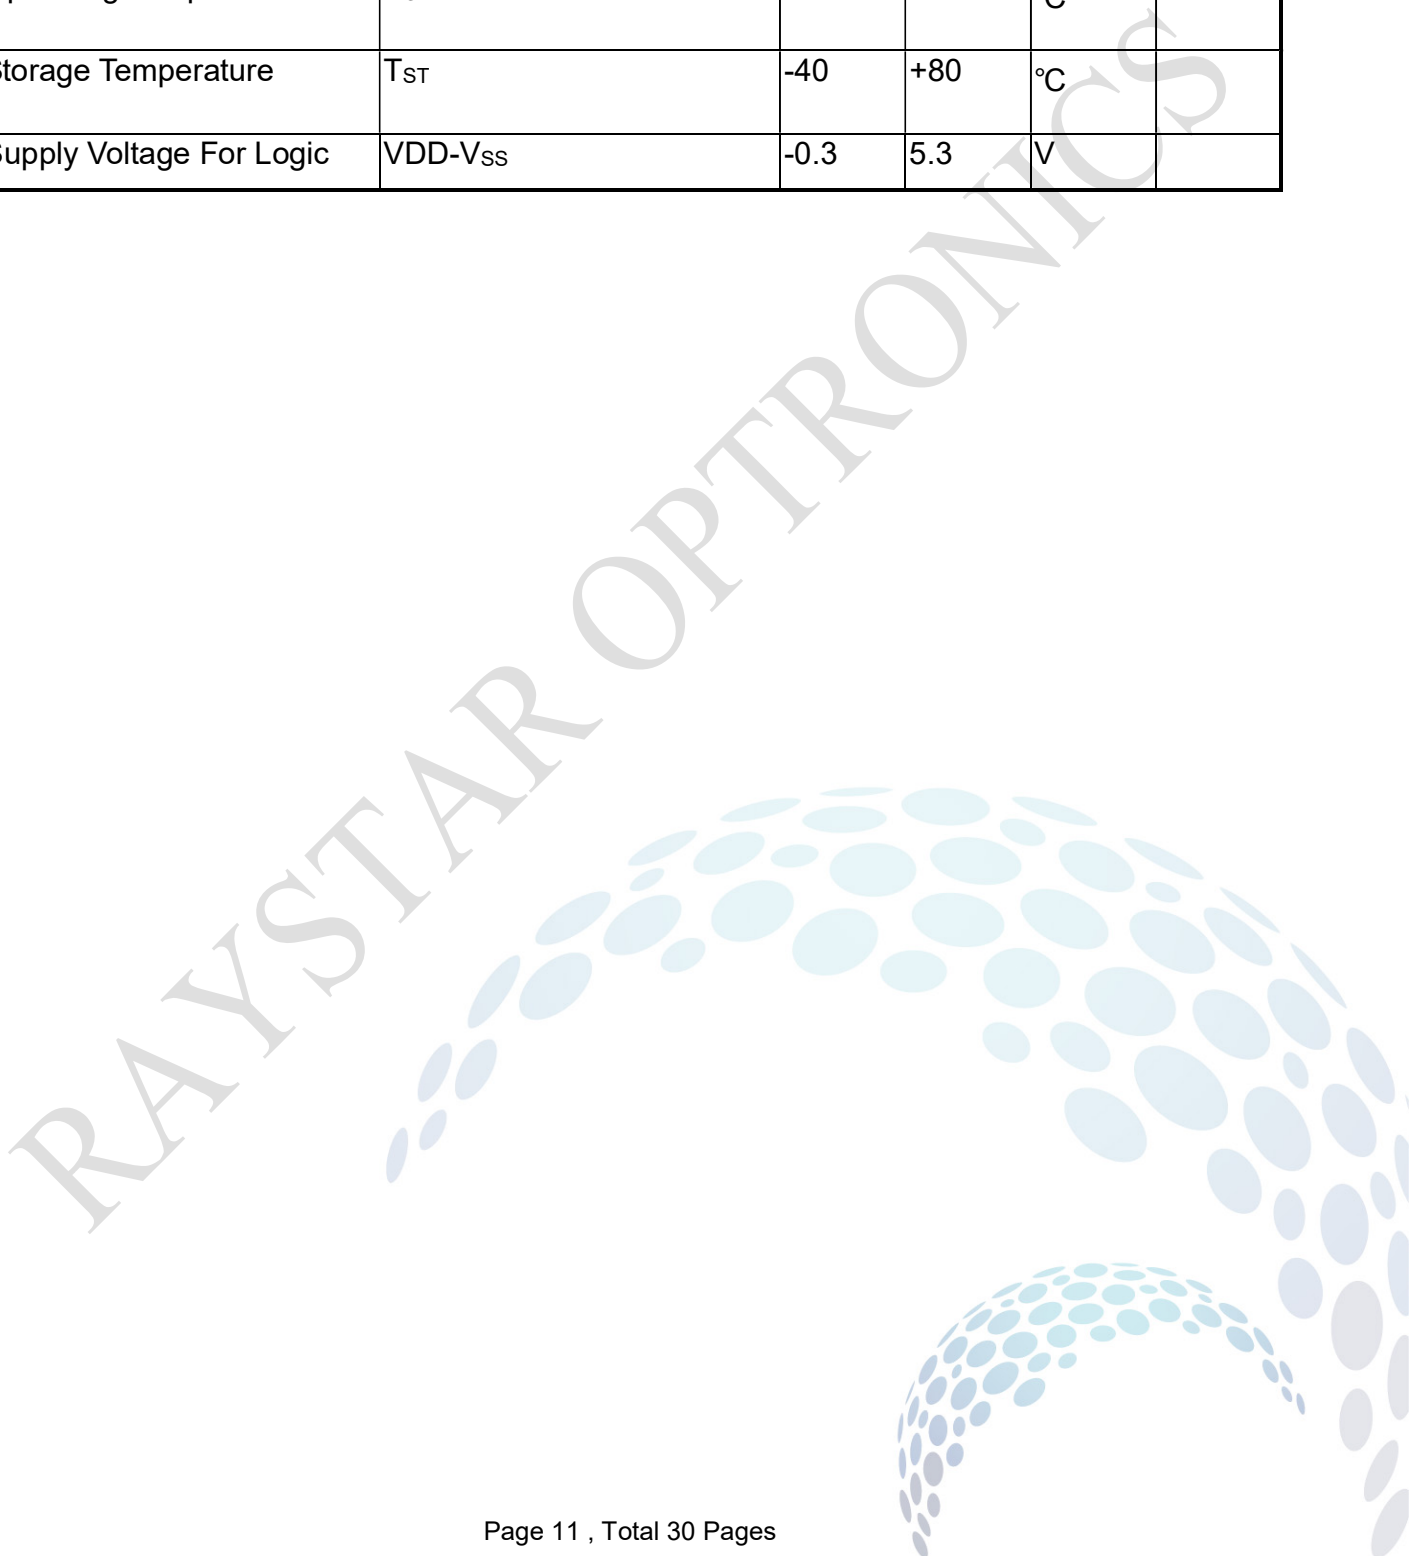 ℃
Storage Temperature TST -40 +80 ℃
Supply Voltage For Logic VDD-VSS -0.3 5.3 V
RAYSTAR OPTRONICS
Page 11 , Total 30 Pages